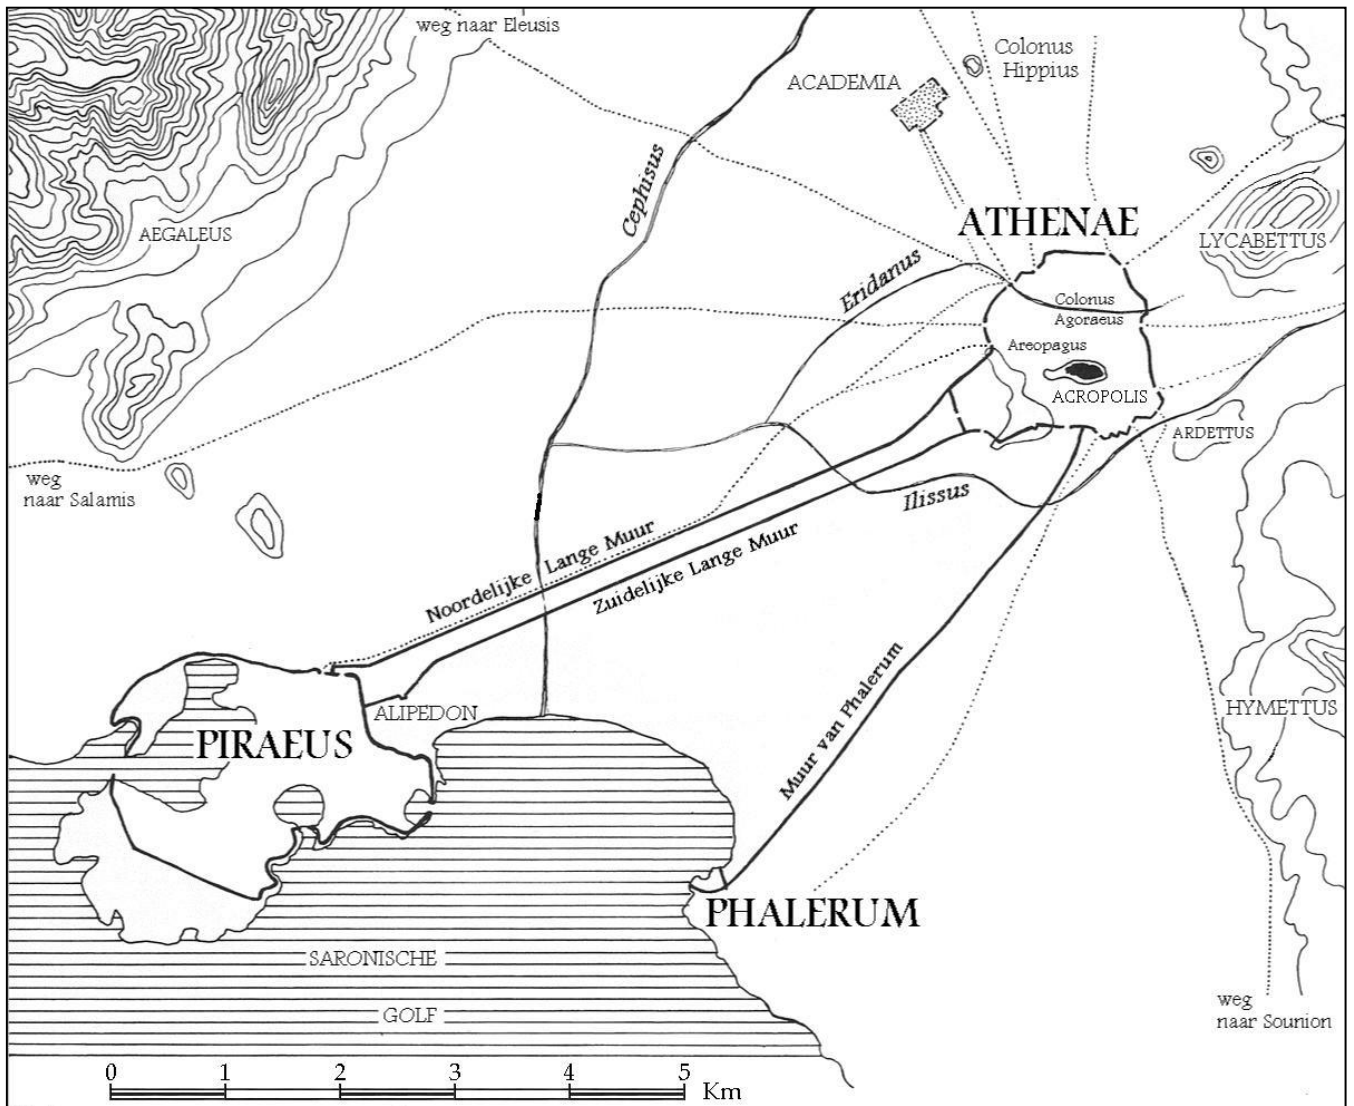 weg naar Eleusis
Colonus
Hippius
ACADEMIA
Cephisus
ATHENAE
AEGALEUS
LYCABETTUS
Eridanus
Colonus
Agoraeus
Areopagus
ACROPOLIS
ARDETTUS
weg
naar Salamis
Ilissus
Noordelijke Lange Muur
Zuidelijke Lange Muur
Muur van Phalerum
HYMETTUS
ALIPEDON
PIRAEUS
PHALERUM
SARONISCHE
GOLF
weg
naar Sounion
0 1 2 3 4 5
Km